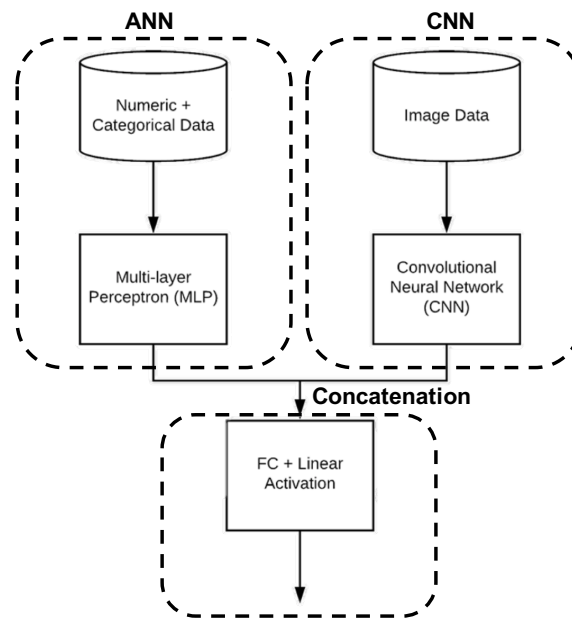 ANN
CNN
Numeric +
Categorical Data
Image Data
Multi-layer
Perceptron (MLP)
Convolutional
Neural Network
(CNN)
Concatenation
FC + Linear
Activation